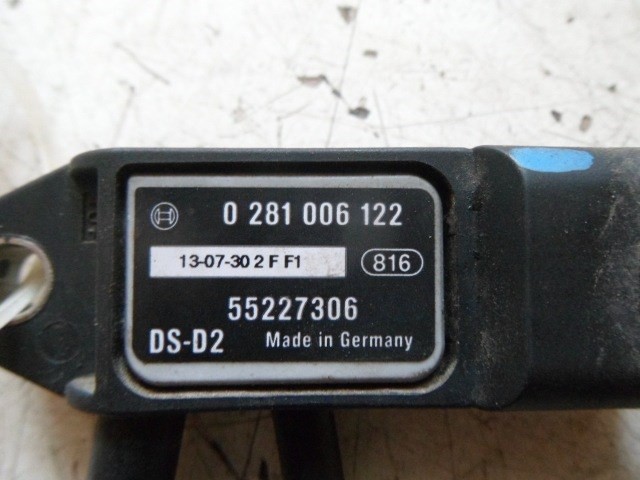 0 281 006 122
13-07-30 2 F F1 816
55227306
DS-D2 Made in Germany